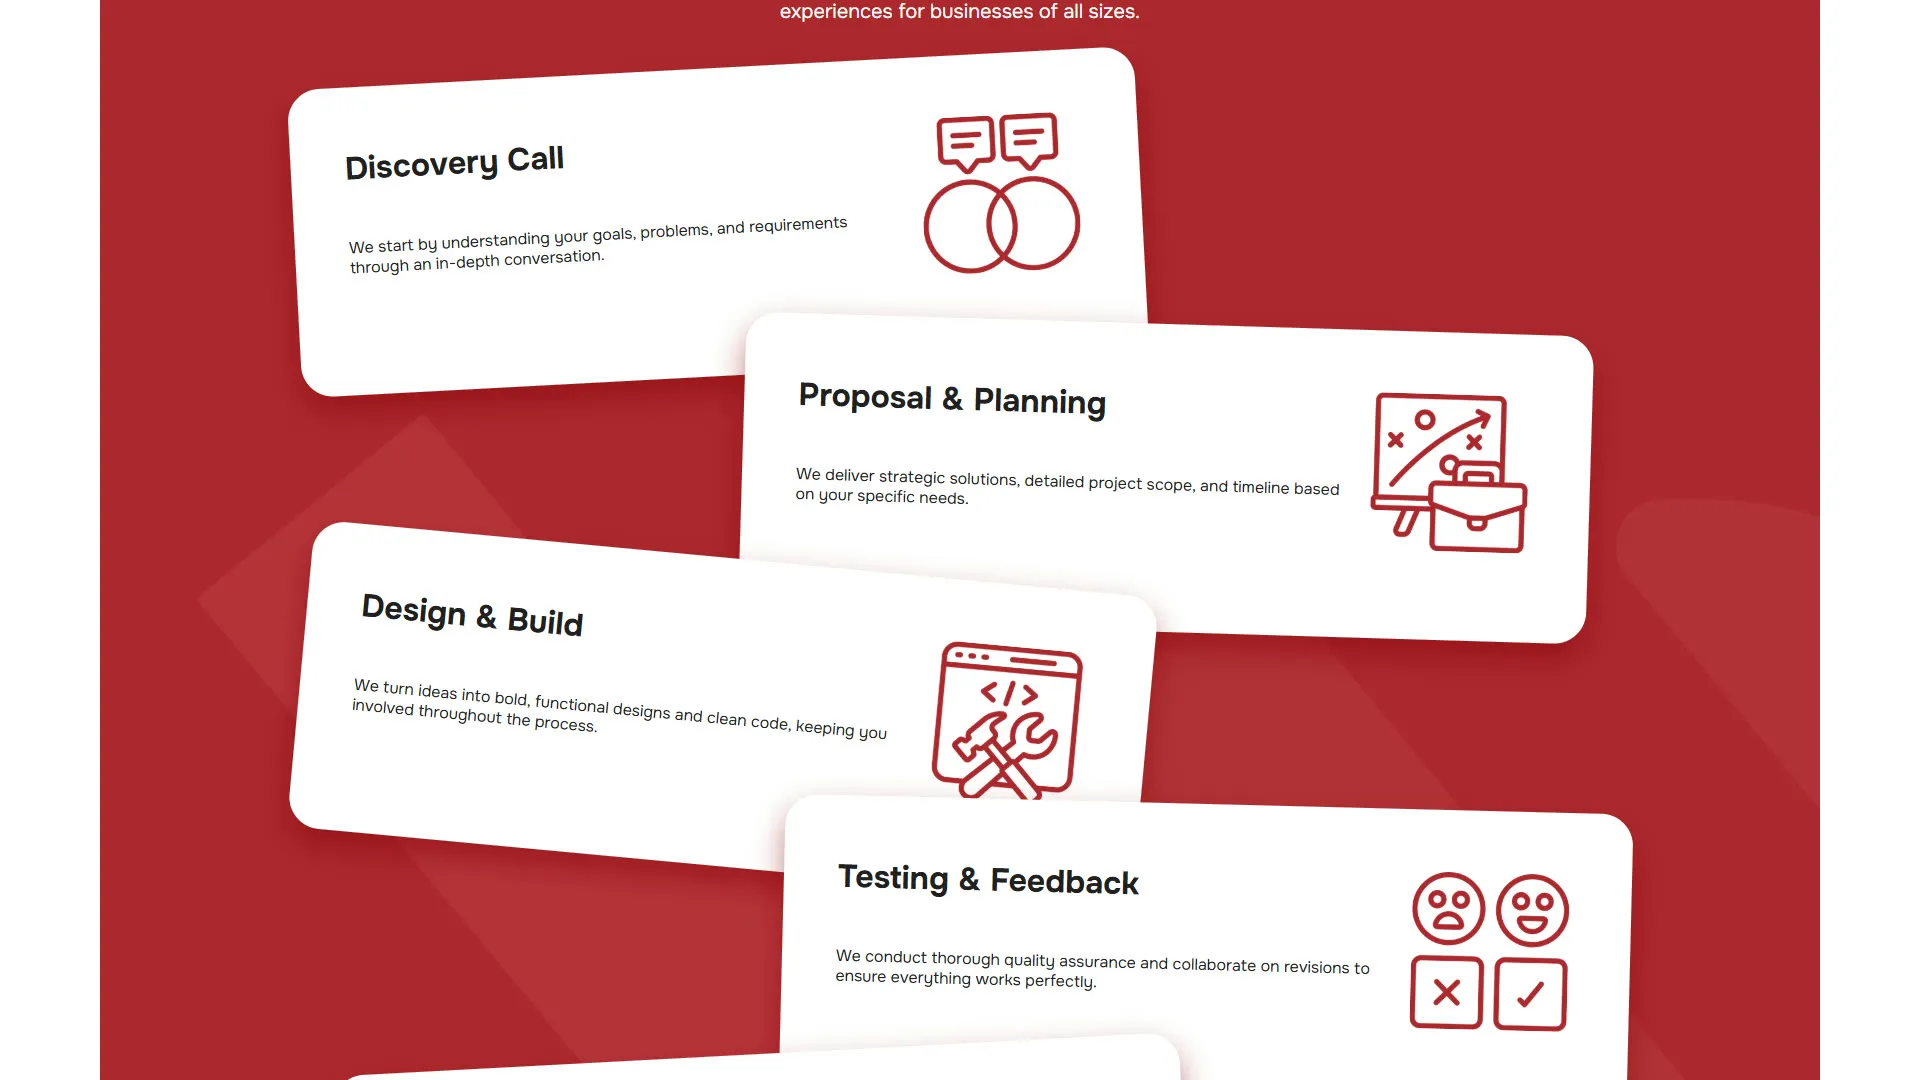 experiences for businesses of all sizes.
Discovery Call
We start by understanding your goals, problems, and requirements
through an in-depth conversation.
Proposal & Planning
We deliver strategic solutions, detailed project scope, and timeline based
on your specific needs.
Design & Build
We turn ideas into bold, functional designs and clean code, keeping you
involved throughout the process.
Testing & Feedback
We conduct thorough quality assurance and collaborate on revisions to
ensure everything works perfectly.